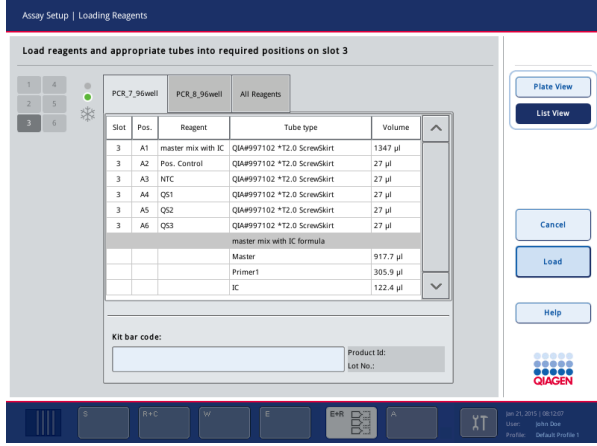 Assay Setup | Loading Reagents
Load reagents and appropriate tubes into required positions on slot 3
1 4
2 5
3 6
PCR_7_96well PCR_8_96well All Reagents
Slot Pos. Reagent Tube type Volume
3 A1 master mix with IC QIA#997102 *T2.0 ScrewSkirt 1347 µl
3 A2 Pos. Control QIA#997102 *T2.0 ScrewSkirt 27 µl
3 A3 NTC QIA#997102 *T2.0 ScrewSkirt 27 µl
3 A4 QS1 QIA#997102 *T2.0 ScrewSkirt 27 µl
3 A5 QS2 QIA#997102 *T2.0 ScrewSkirt 27 µl
3 A6 QS3 QIA#997102 *T2.0 ScrewSkirt 27 µl
master mix with IC formula
Master 917.7 µl
Primer1 305.9 µl
IC 122.4 µl
Kit bar code:
Product Id:
Lot No.:
Plate View
List View
Cancel
Load
Help
QIAGEN
S R+C W E E+R A
Jan 21, 2015 | 08:12:07
User: John Doe
Profile: Default Profile 1